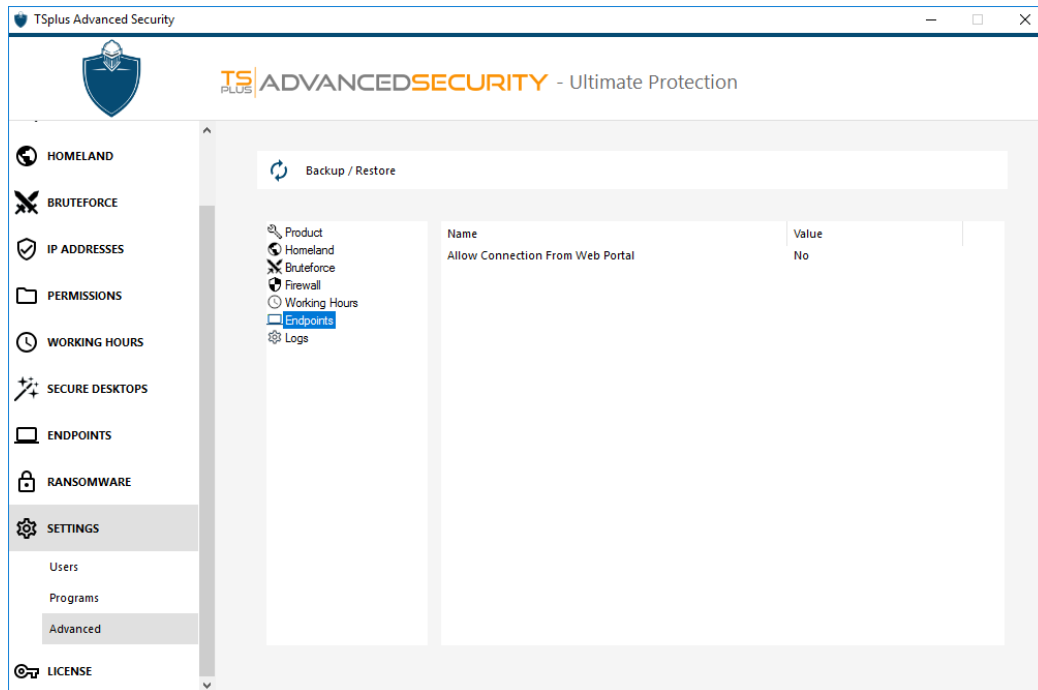 TSplus Advanced Security
TS PLUS ADVANCEDSECURITY - Ultimate Protection
HOMELAND
BRUTEFORCE
IP ADDRESSES
PERMISSIONS
WORKING HOURS
SECURE DESKTOPS
ENDPOINTS
RANSOMWARE
SETTINGS
Users
Programs
Advanced
LICENSE
Backup / Restore
Product
Homeland
Bruteforce
Firewall
Working Hours
Endpoints
Logs
Name Value
Allow Connection From Web Portal No